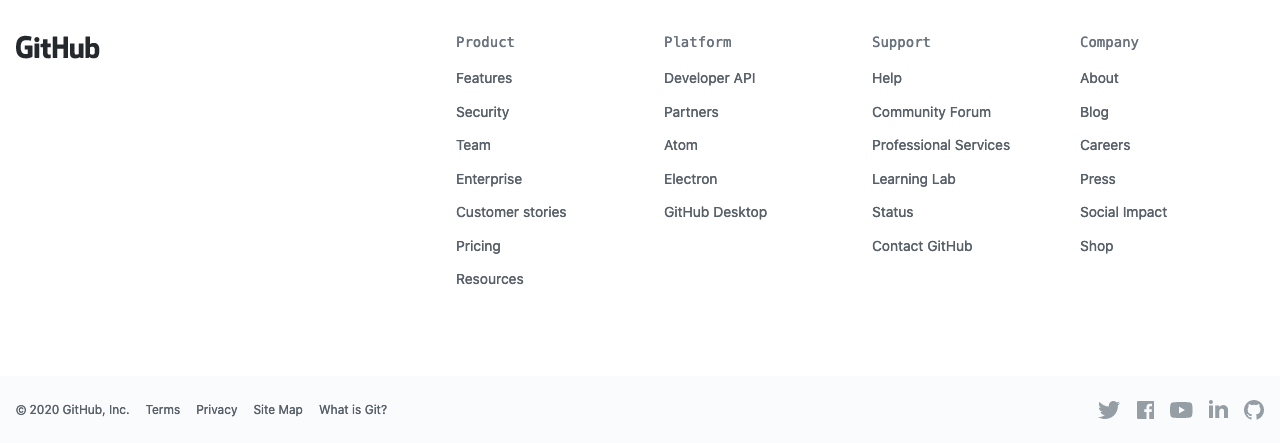 GitHub
Product
Features
Security
Team
Enterprise
Customer stories
Pricing
Resources
Platform
Developer API
Partners
Atom
Electron
GitHub Desktop
Support
Help
Community Forum
Professional Services
Learning Lab
Status
Contact GitHub
Company
About
Blog
Careers
Press
Social Impact
Shop
© 2020 GitHub, Inc. Terms Privacy Site Map What is Git?